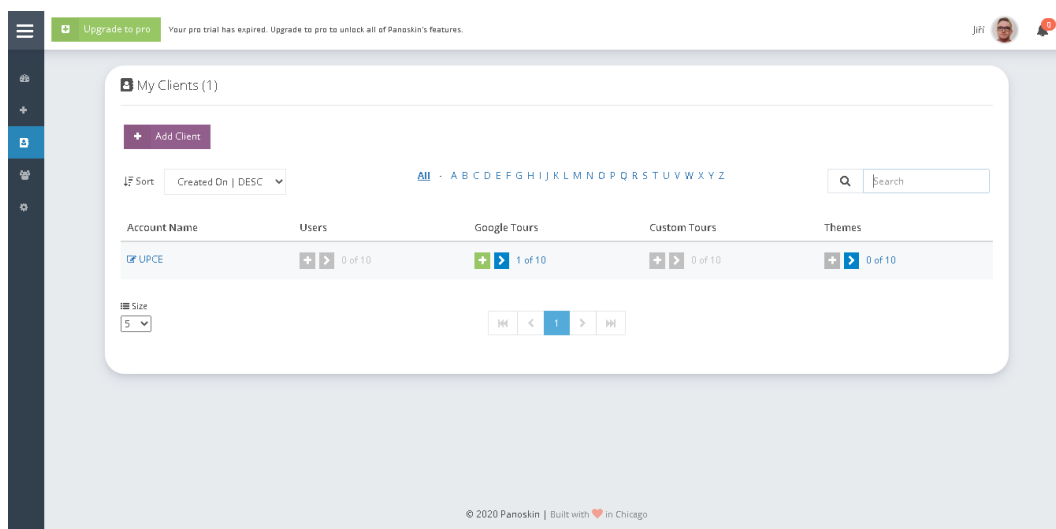 Upgrade to pro Your pro trial has expired. Upgrade to pro to unlock all of Panoskin's features. Jiří 0
My Clients (1)
Add Client
Sort Created On | DESC All - A B C D E F G H I J K L M N O P Q R S T U V W X Y Z Search
Account Name Users Google Tours Custom Tours Themes
UPCE 0 of 10 1 of 10 0 of 10 0 of 10
Size
5 1
© 2020 Panoskin | Built with in Chicago